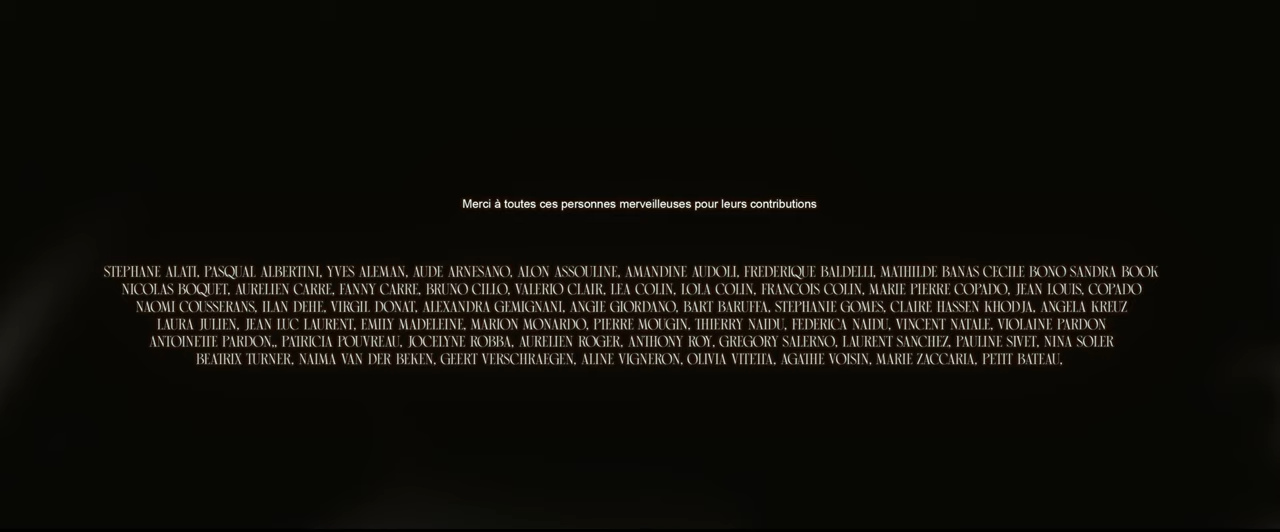 Merci à toutes ces personnes merveilleuses pour leurs contributions
STEPHANE ALATI, PASQUAL ALBERTINI, YVES ALEMAN, AUDE ARNESANO, ALON ASSOULINE, AMANDINE AUDOLI, FREDERIQUE BALDELLI, MATHILDE BANAS CECILE BONO SANDRA BOOK
NICOLAS BOQUET, AURELIEN CARRE, FANNY CARRE, BRUNO CILLO, VALERIO CLAIR, LEA COLIN, LOLA COLIN, FRANCOIS COLIN, MARIE PIERRE COPADO, JEAN LOUIS, COPADO
NAOMI COUSSERANS, ILAN DEHE, VIRGIL DONAT, ALEXANDRA GEMIGNANI, ANGIE GIORDANO, BART BARUFFA, STEPHANIE GOMES, CLAIRE HASSEN KHODJA, ANGELA KREUZ
LAURA JULIEN, JEAN LUC LAURENT, EMILY MADELEINE, MARION MONARDO, PIERRE MOUGIN, THIERRY NAIDU, FEDERICA NAIDU, VINCENT NATALE, VIOLAINE PARDON
ANTOINETTE PARDON,, PATRICIA POUVREAU, JOCELYNE ROBBA, AURELIEN ROGER, ANTHONY ROY, GREGORY SALERNO, LAURENT SANCHEZ, PAULINE SIVET, NINA SOLER
BEATRIX TURNER, NAIMA VAN DER BEKEN, GEERT VERSCHRAEGEN, ALINE VIGNERON, OLIVIA VITETTA, AGATHE VOISIN, MARIE ZACCARIA, PETIT BATEAU,